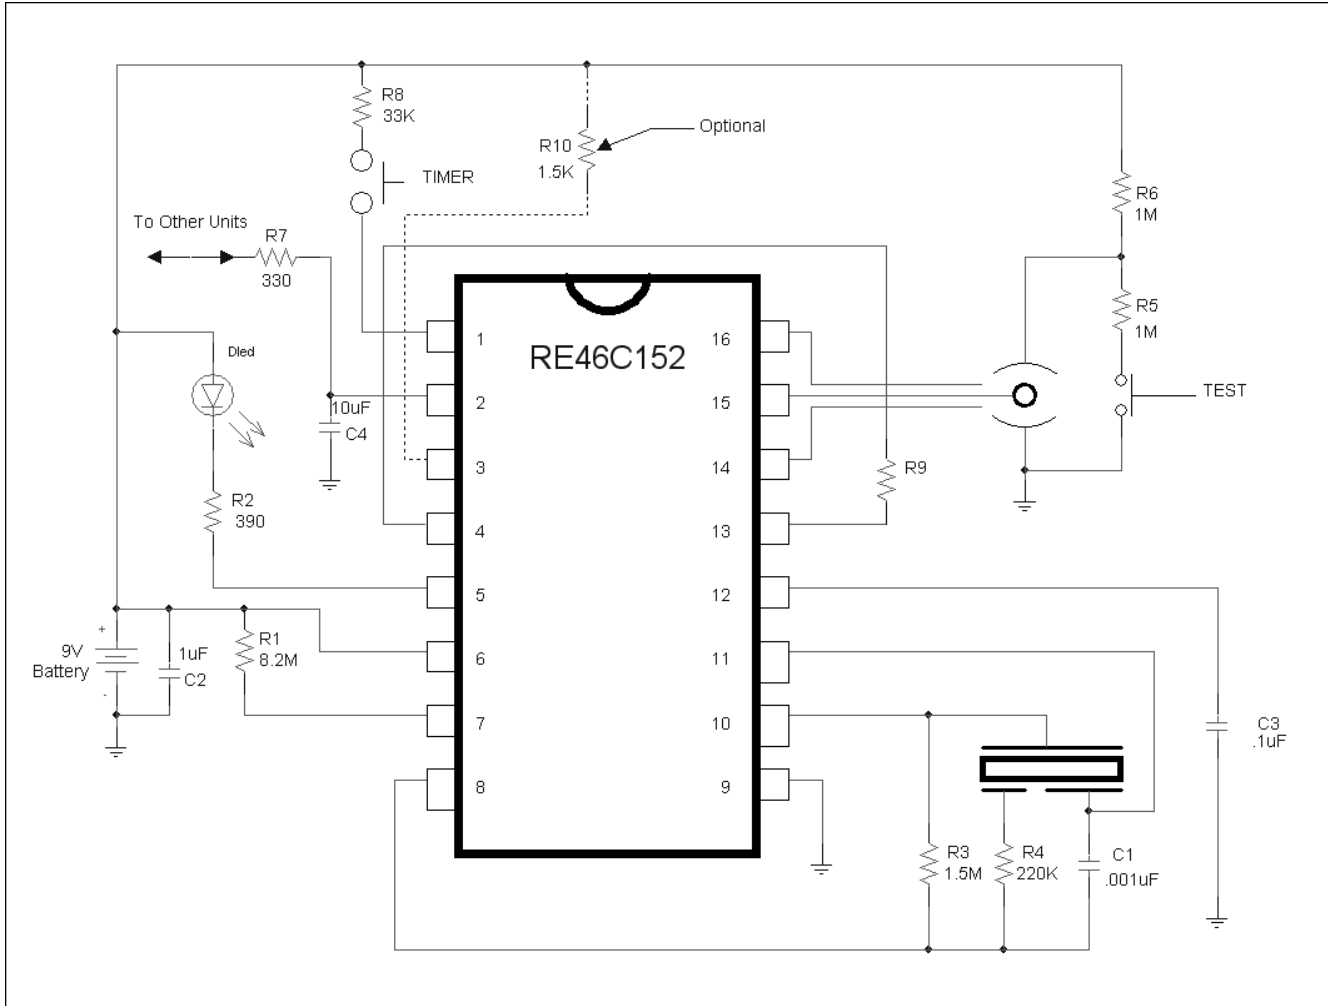 R8
33K
R10
1.5K
Optional
TIMER
To Other Units
R7
330
R6
1M
R5
1M
TEST
Dled
10uF
C4
R2
390
RE46C152
1
2
3
4
5
6
7
8
16
15
14
13
12
11
10
9
R9
+
9V
Battery
-
1uF
C2
R1
8.2M
C3
.1uF
R3
1.5M
R4
220K
C1
.001uF